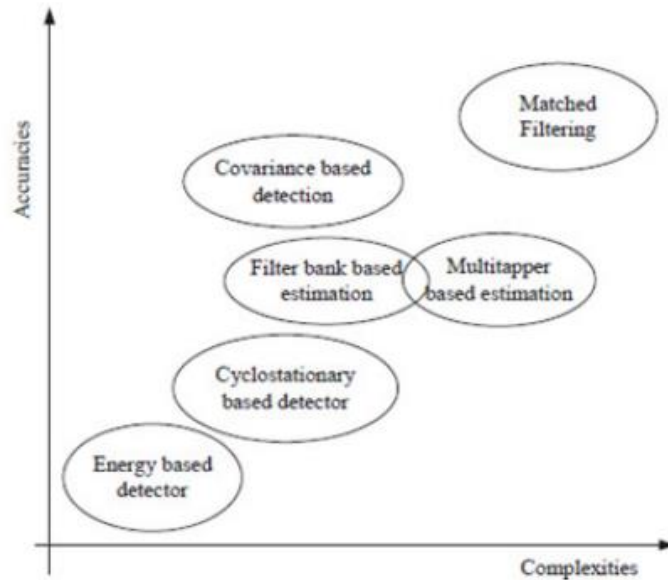 Accuracies
Matched
Filtering
Covariance based
detection
Filter bank based
estimation
Multitapper
based estimation
Cyclostationary
based detector
Energy based
detector
Complexities